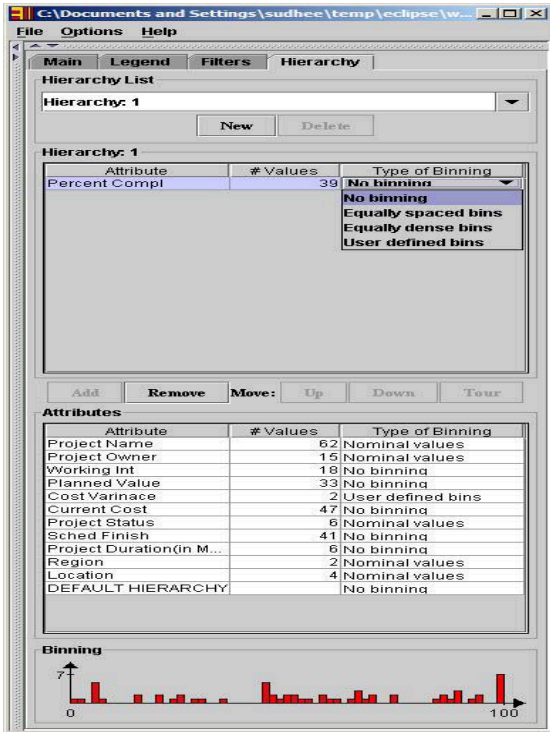 C:\Documents and Settings\sudhee\temp\eclipse\w...
File Options Help
Main Legend Filters Hierarchy
Hierarchy List
Hierarchy: 1
New Delete
Hierarchy: 1
Attribute # Values Type of Binning
Percent Compl 39 No binning
No binning
Equally spaced bins
Equally dense bins
User defined bins
Add Remove Move: Up Down Tour
Attributes
Attribute # Values Type of Binning
Project Name 62 Nominal values
Project Owner 15 Nominal values
Working Int 18 No binning
Planned Value 33 No binning
Cost Varinace 2 User defined bins
Current Cost 47 No binning
Project Status 6 Nominal values
Sched Finish 41 No binning
Project Duration(in M... 6 No binning
Region 2 Nominal values
Location 4 Nominal values
DEFAULT HIERARCHY No binning
Binning
7
0 100